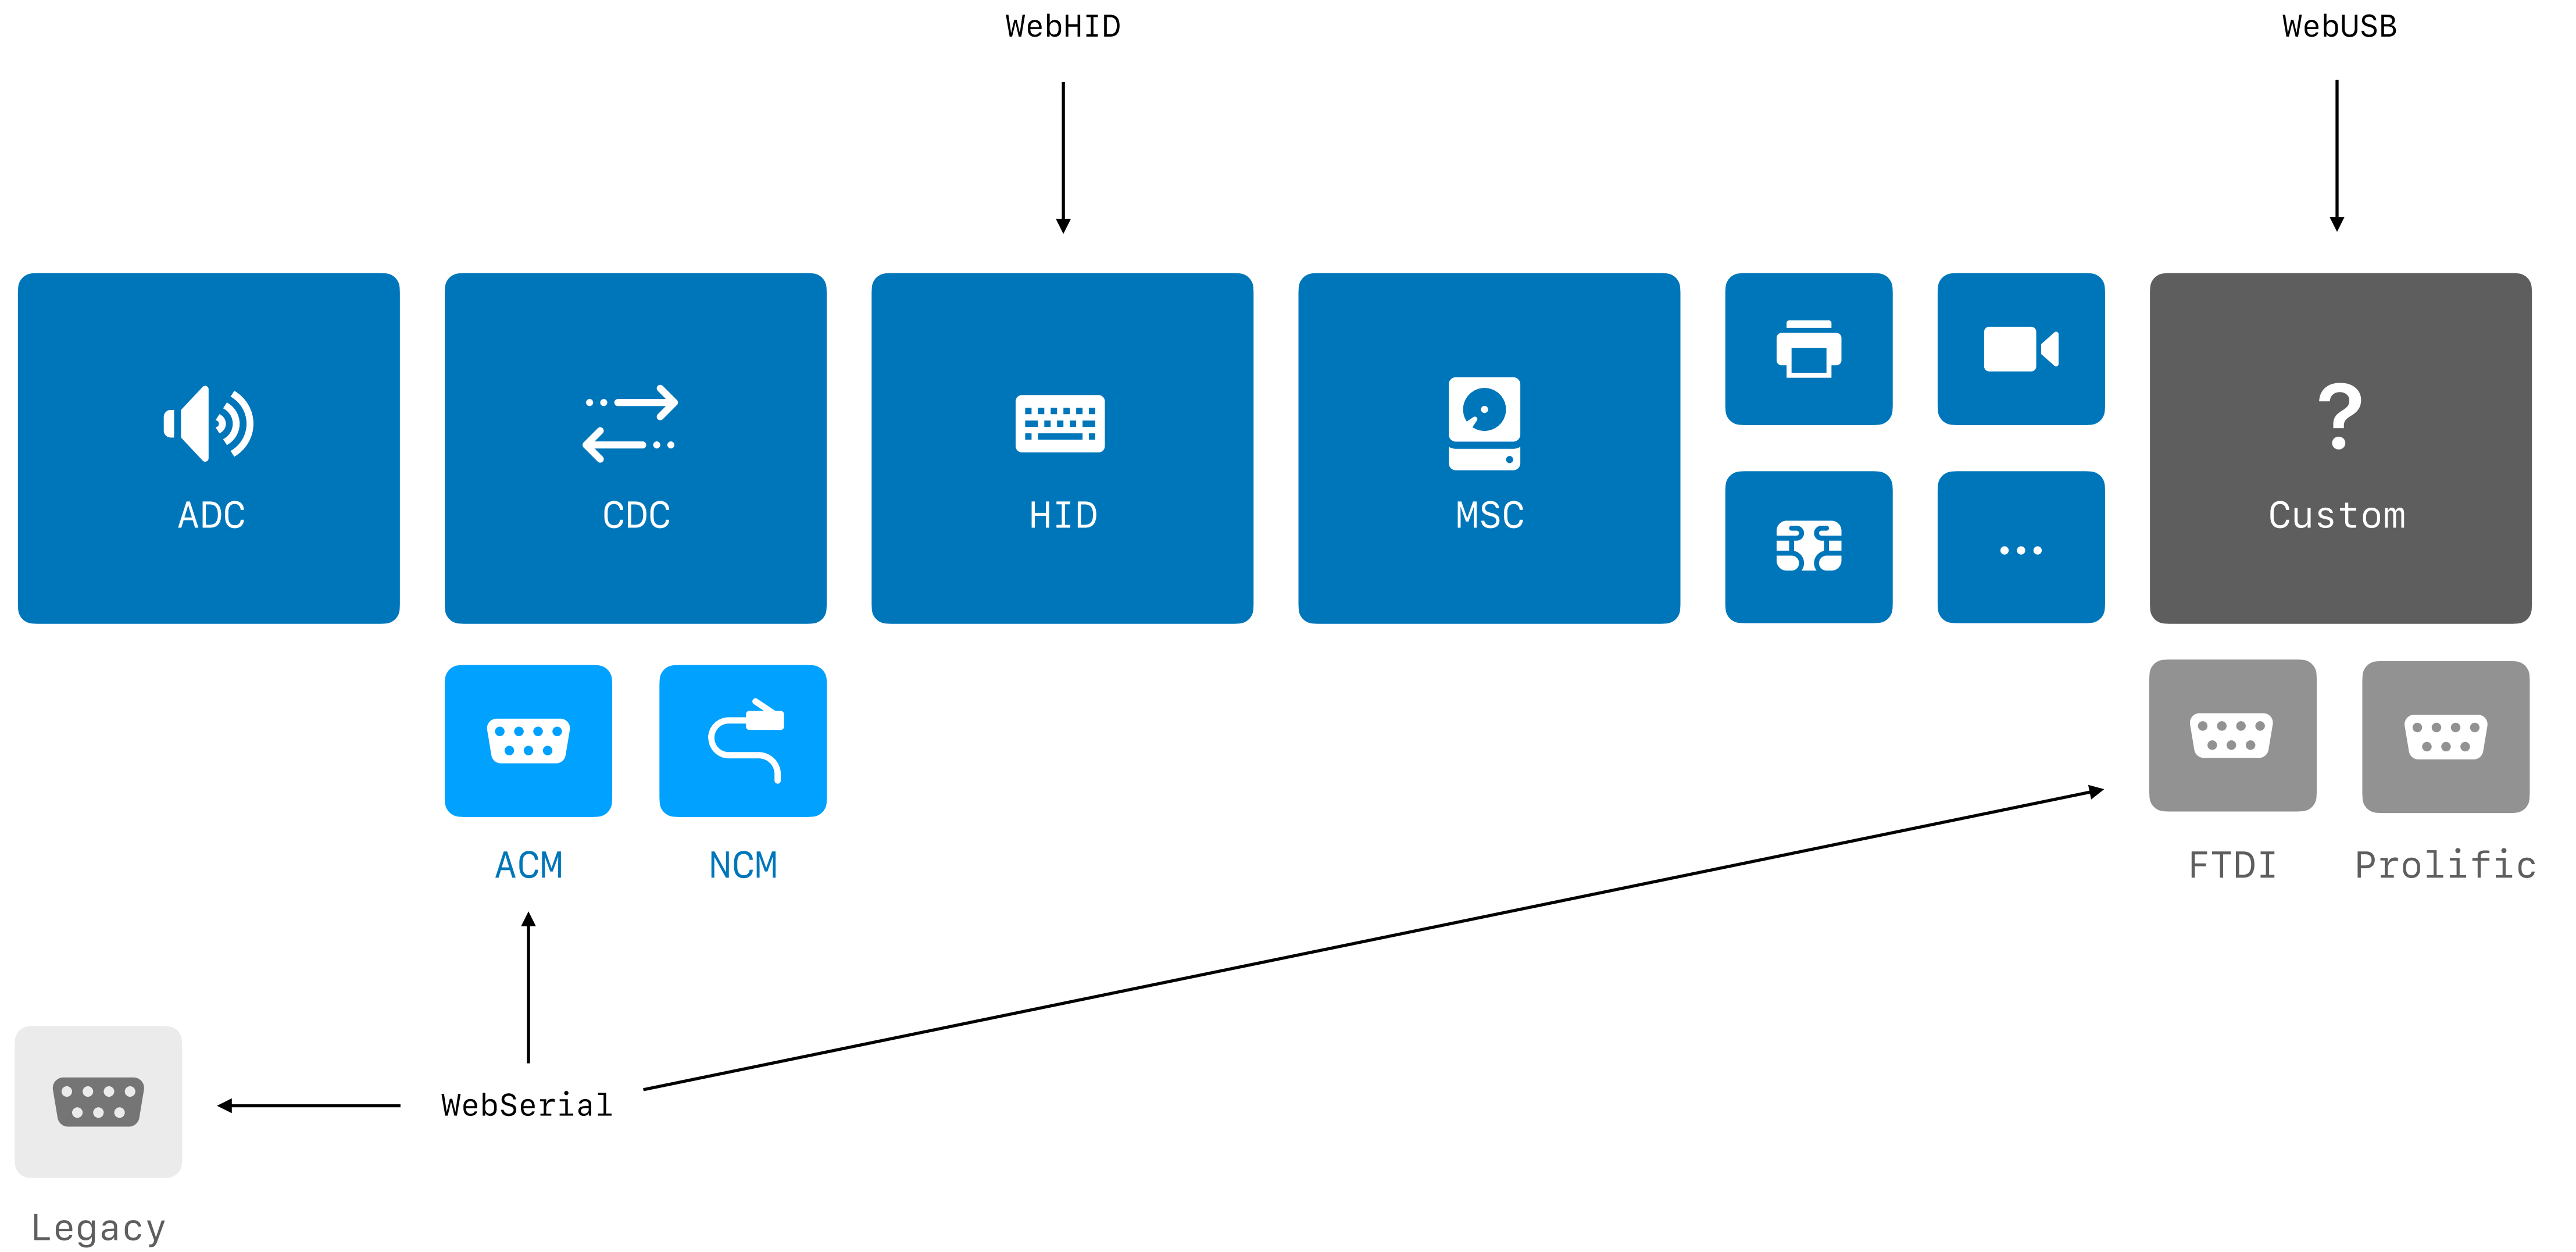 WebHID
WebUSB
ADC
CDC
HID
MSC
?
...
Custom
ACM
NCM
FTDI
Prolific
WebSerial
Legacy